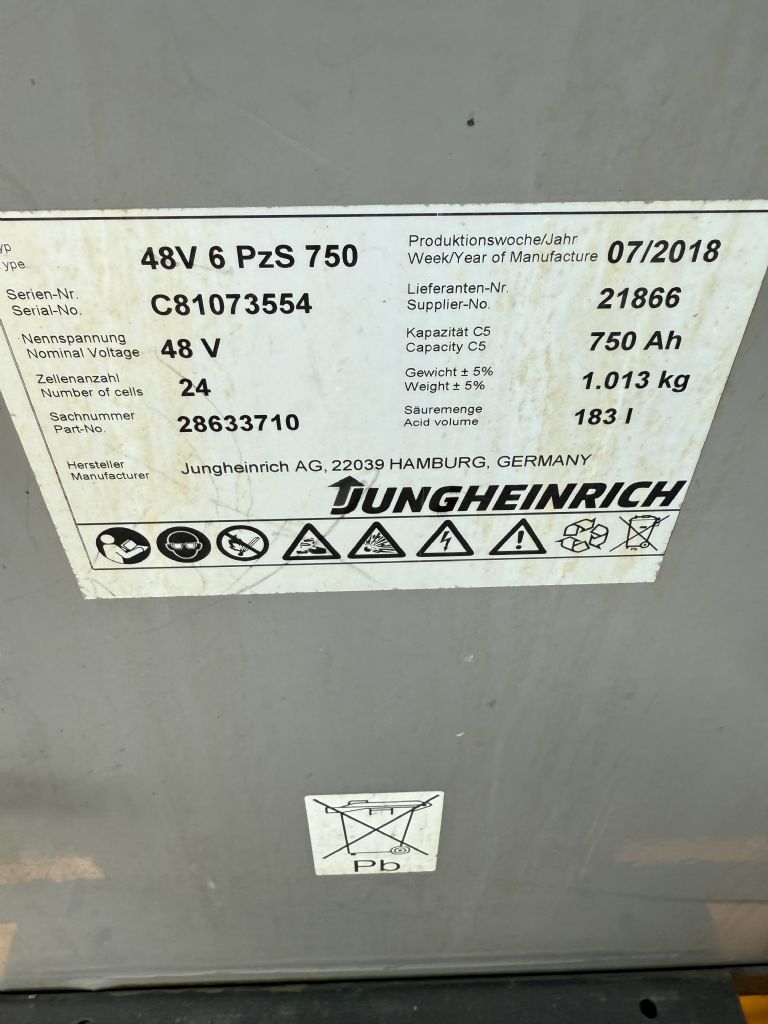 yp 48V 6 PzS 750 Produktionswoche/Jahr 07/2018
ype Week/Year of Manufacture
Serien-Nr. C81073554 Lieferanten-Nr. 21866
Serial-No. Supplier-No.
Nennspannung 48 V Kapazität C5 750 Ah
Nominal Voltage Capacity C5
Zellenanzahl 24 Gewicht ± 5% 1.013 kg
Number of cells Weight ± 5%
Sachnummer 28633710 Säuremenge 183 l
Part-No. Acid volume
Hersteller Jungheinrich AG, 22039 HAMBURG, GERMANY
Manufacturer
JUNGHEINRICH
Pb